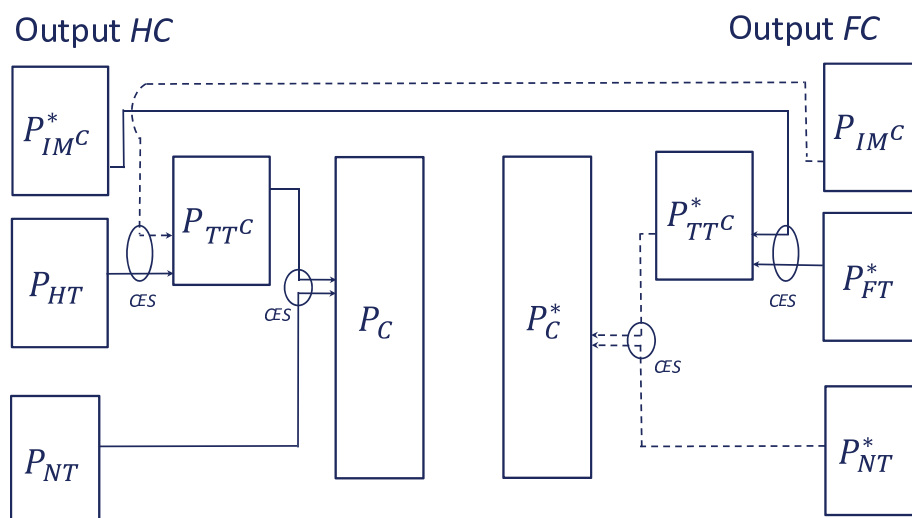 Output HC
Output FC
P*IMC
PIMC
PTTC
P*TTC
PHT
P*FT
CES
CES
CES
PC
P*C
CES
PNT
P*NT